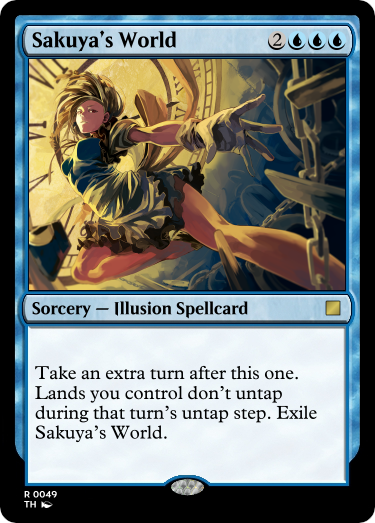 Sakuya's World 2
Sorcery — Illusion Spellcard
Take an extra turn after this one.
Lands you control don't untap
during that turn's untap step. Exile
Sakuya's World.
R 0049
TH